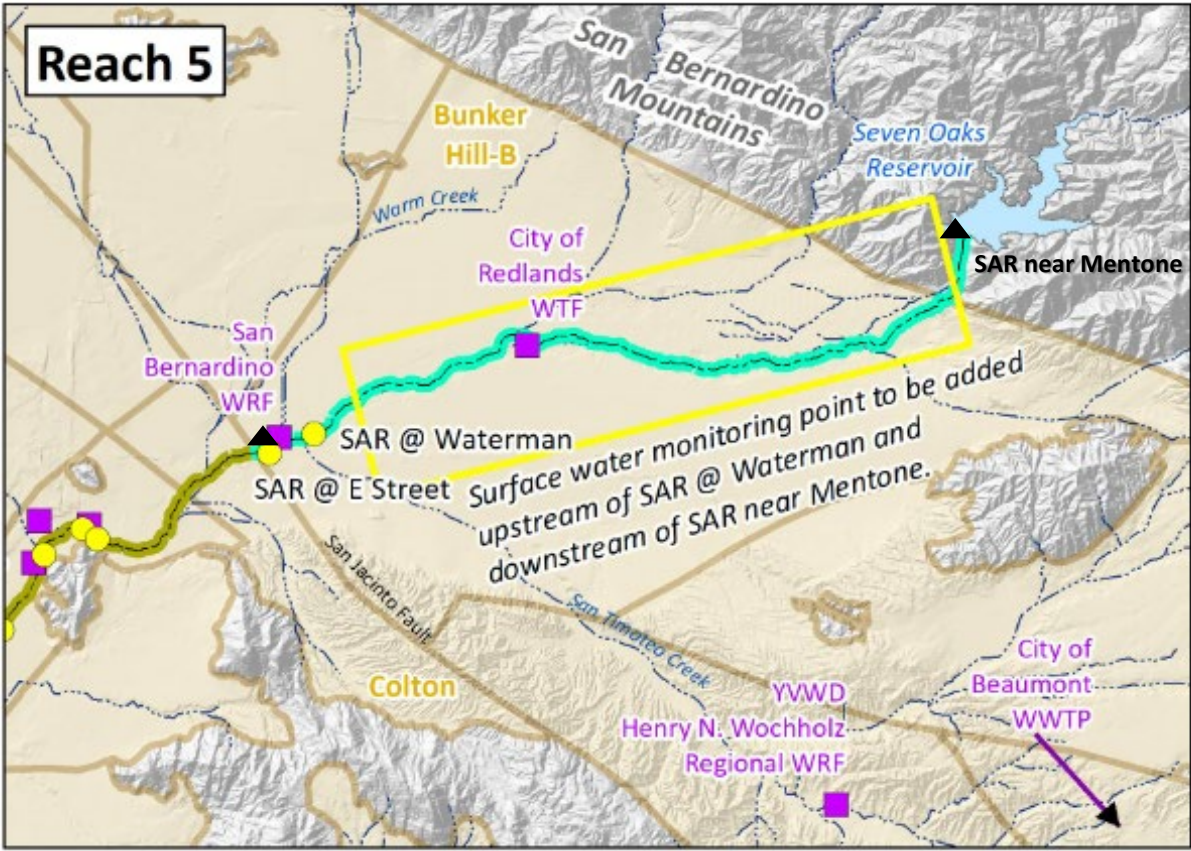 Reach 5
San Bernardino
Mountains
Bunker
Hill-B
Seven Oaks
Reservoir
Warm Creek
City of
Redlands
WTF
SAR near Mentone
San
Bernardino
WRF
SAR @ Waterman
SAR @ E Street
Surface water monitoring point to be added
upstream of SAR @ Waterman and
downstream of SAR near Mentone.
San Jacinto Fault
San Timoteo Creek
Colton
YVWD
Henry N. Wochholz
Regional WRF
City of
Beaumont
WWTP